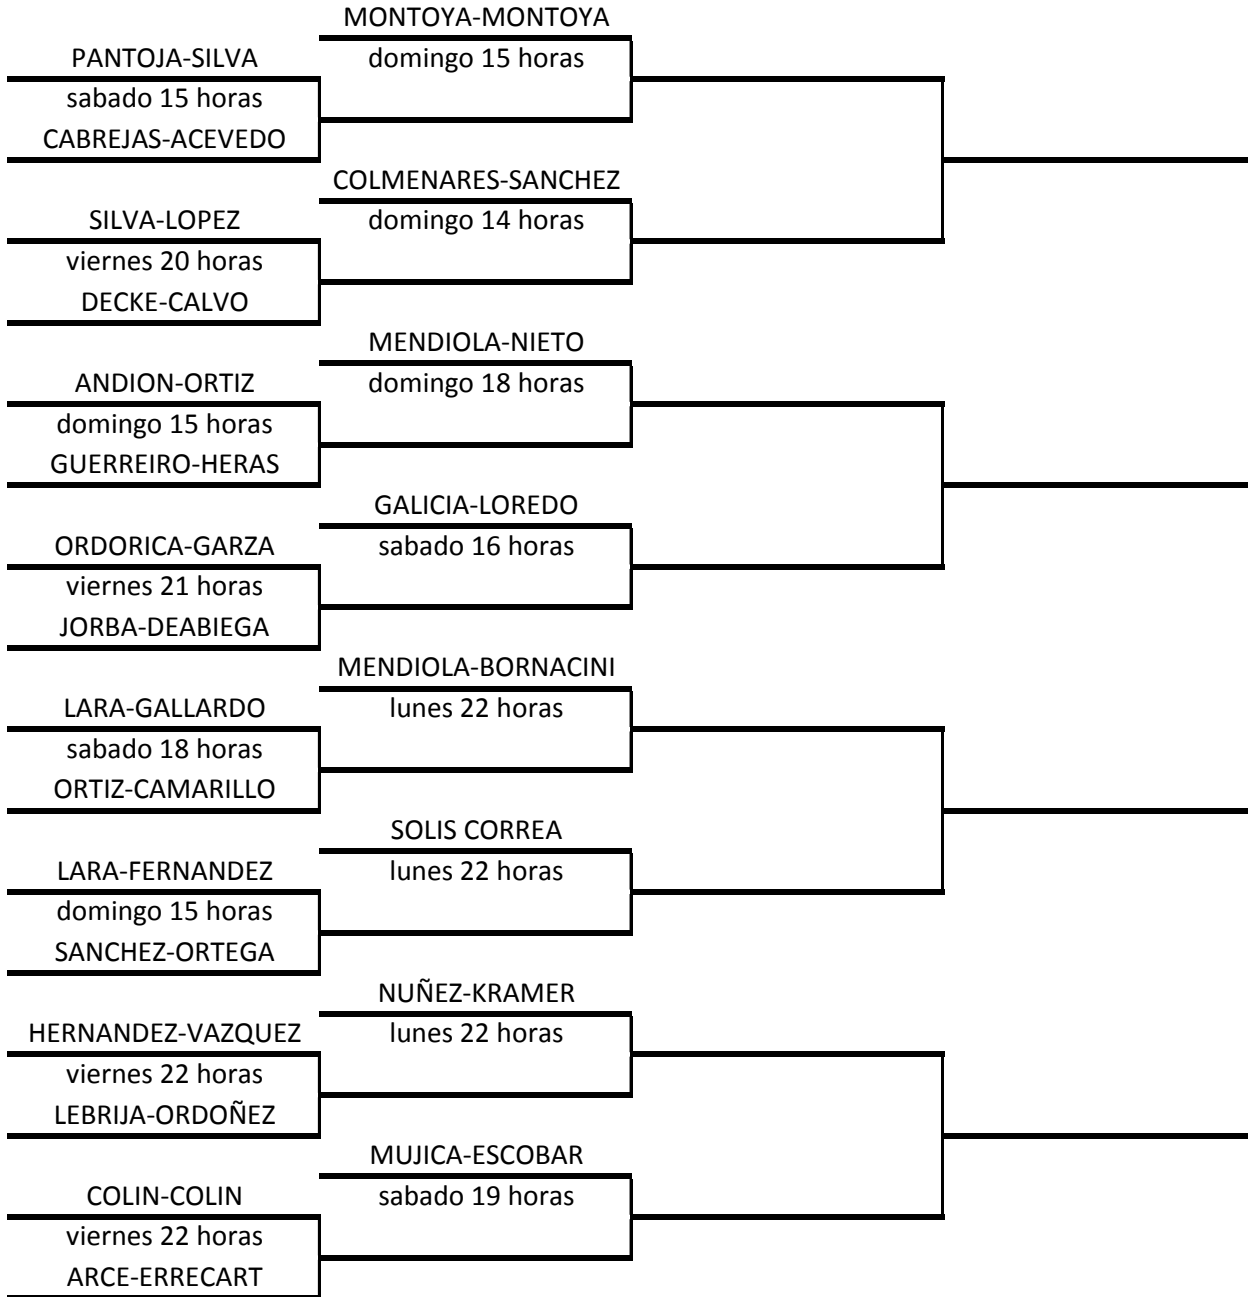 MONTOYA-MONTOYA
PANTOJA-SILVA
domingo 15 horas
sabado 15 horas
CABREJAS-ACEVEDO
COLMENARES-SANCHEZ
SILVA-LOPEZ
domingo 14 horas
viernes 20 horas
DECKE-CALVO
MENDIOLA-NIETO
ANDION-ORTIZ
domingo 18 horas
domingo 15 horas
GUERREIRO-HERAS
GALICIA-LOREDO
ORDORICA-GARZA
sabado 16 horas
viernes 21 horas
JORBA-DEABIEGA
MENDIOLA-BORNACINI
LARA-GALLARDO
lunes 22 horas
sabado 18 horas
ORTIZ-CAMARILLO
SOLIS CORREA
LARA-FERNANDEZ
lunes 22 horas
domingo 15 horas
SANCHEZ-ORTEGA
NUÑEZ-KRAMER
HERNANDEZ-VAZQUEZ
lunes 22 horas
viernes 22 horas
LEBRIJA-ORDOÑEZ
MUJICA-ESCOBAR
COLIN-COLIN
sabado 19 horas
viernes 22 horas
ARCE-ERRECART